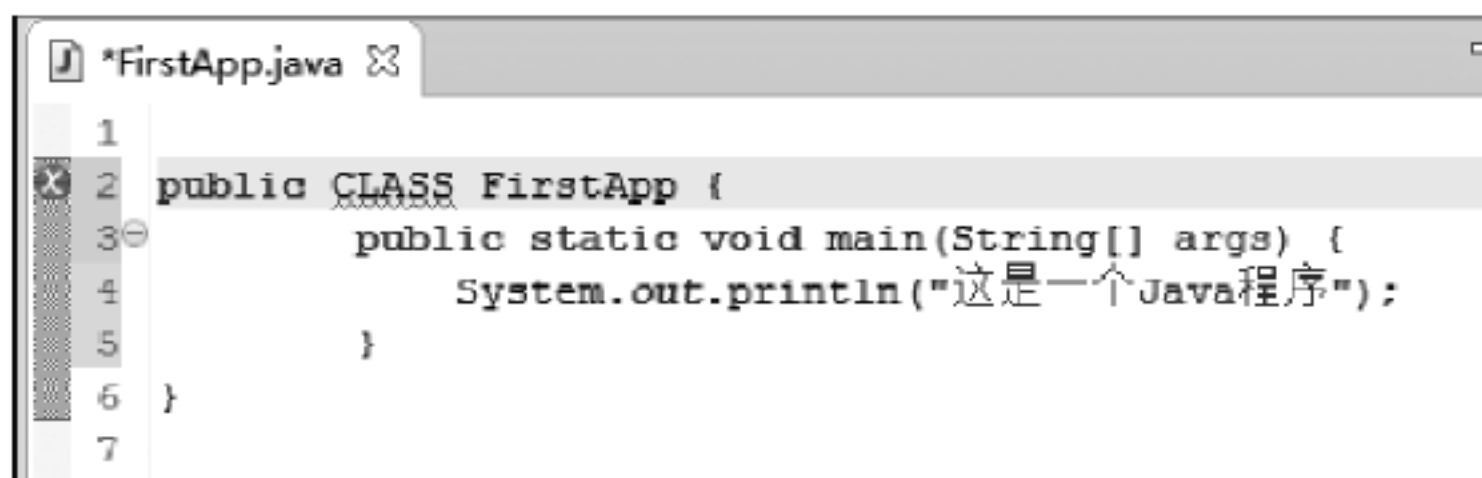 *FirstApp.java
1
2 public CLASS FirstApp {
3 public static void main(String[] args) {
4 System.out.println("这是一个Java程序");
5 }
6 }
7